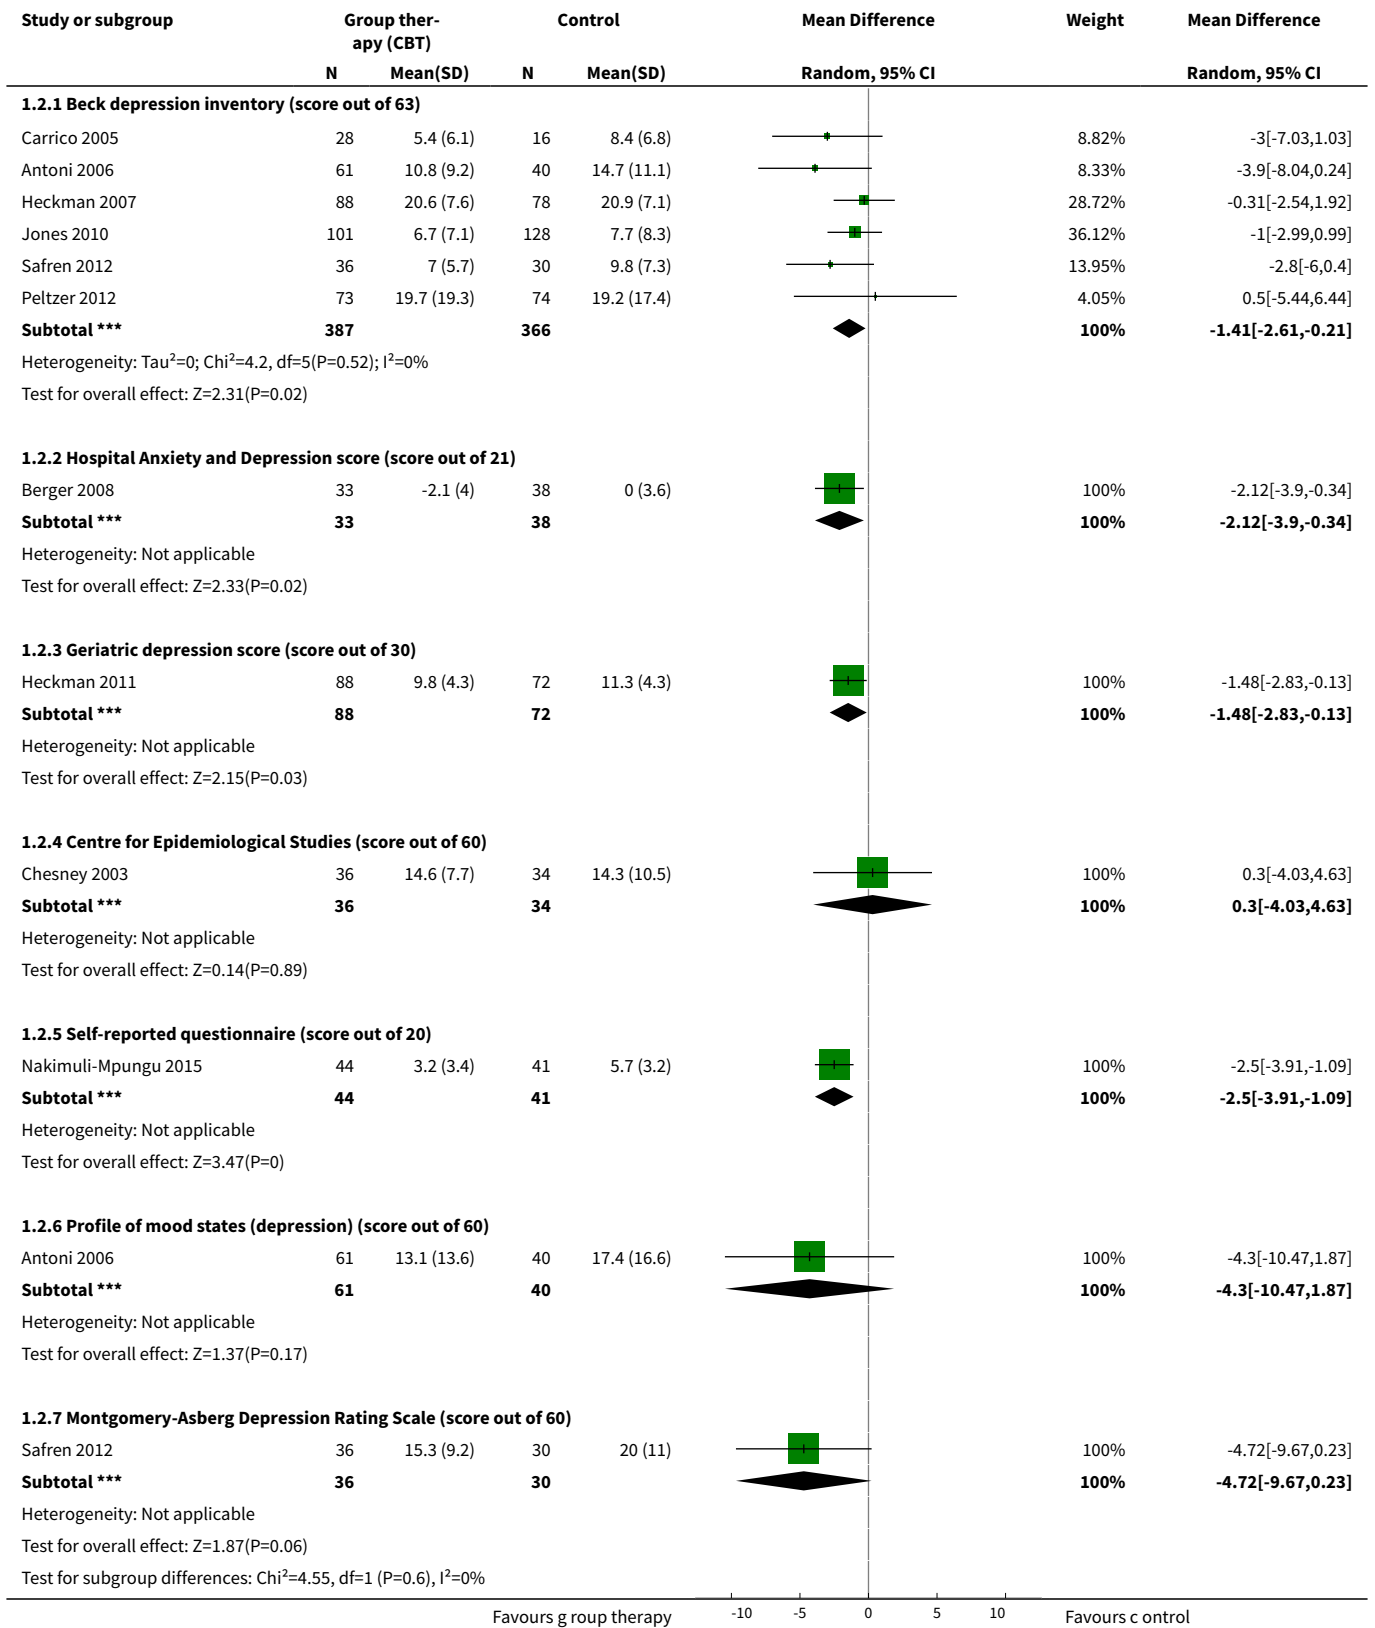 Study or subgroup Group ther- Control Mean Difference Weight Mean Difference
apy (CBT)
N Mean(SD) N Mean(SD) Random, 95% CI Random, 95% CI
1.2.1 Beck depression inventory (score out of 63)
Carrico 2005 28 5.4 (6.1) 16 8.4 (6.8) 8.82% -3[-7.03,1.03]
Antoni 2006 61 10.8 (9.2) 40 14.7 (11.1) 8.33% -3.9[-8.04,0.24]
Heckman 2007 88 20.6 (7.6) 78 20.9 (7.1) 28.72% -0.31[-2.54,1.92]
Jones 2010 101 6.7 (7.1) 128 7.7 (8.3) 36.12% -1[-2.99,0.99]
Safren 2012 36 7 (5.7) 30 9.8 (7.3) 13.95% -2.8[-6,0.4]
Peltzer 2012 73 19.7 (19.3) 74 19.2 (17.4) 4.05% 0.5[-5.44,6.44]
Subtotal *** 387 366 100% -1.41[-2.61,-0.21]
Heterogeneity: Tau²=0; Chi²=4.2, df=5(P=0.52); I²=0%
Test for overall effect: Z=2.31(P=0.02)
1.2.2 Hospital Anxiety and Depression score (score out of 21)
Berger 2008 33 -2.1 (4) 38 0 (3.6) 100% -2.12[-3.9,-0.34]
Subtotal *** 33 38 100% -2.12[-3.9,-0.34]
Heterogeneity: Not applicable
Test for overall effect: Z=2.33(P=0.02)
1.2.3 Geriatric depression score (score out of 30)
Heckman 2011 88 9.8 (4.3) 72 11.3 (4.3) 100% -1.48[-2.83,-0.13]
Subtotal *** 88 72 100% -1.48[-2.83,-0.13]
Heterogeneity: Not applicable
Test for overall effect: Z=2.15(P=0.03)
1.2.4 Centre for Epidemiological Studies (score out of 60)
Chesney 2003 36 14.6 (7.7) 34 14.3 (10.5) 100% 0.3[-4.03,4.63]
Subtotal *** 36 34 100% 0.3[-4.03,4.63]
Heterogeneity: Not applicable
Test for overall effect: Z=0.14(P=0.89)
1.2.5 Self-reported questionnaire (score out of 20)
Nakimuli-Mpungu 2015 44 3.2 (3.4) 41 5.7 (3.2) 100% -2.5[-3.91,-1.09]
Subtotal *** 44 41 100% -2.5[-3.91,-1.09]
Heterogeneity: Not applicable
Test for overall effect: Z=3.47(P=0)
1.2.6 Profile of mood states (depression) (score out of 60)
Antoni 2006 61 13.1 (13.6) 40 17.4 (16.6) 100% -4.3[-10.47,1.87]
Subtotal *** 61 40 100% -4.3[-10.47,1.87]
Heterogeneity: Not applicable
Test for overall effect: Z=1.37(P=0.17)
1.2.7 Montgomery-Asberg Depression Rating Scale (score out of 60)
Safren 2012 36 15.3 (9.2) 30 20 (11) 100% -4.72[-9.67,0.23]
Subtotal *** 36 30 100% -4.72[-9.67,0.23]
Heterogeneity: Not applicable
Test for overall effect: Z=1.87(P=0.06)
Test for subgroup differences: Chi²=4.55, df=1 (P=0.6), I²=0%
Favours g roup therapy -10 -5 0 5 10 Favours c ontrol